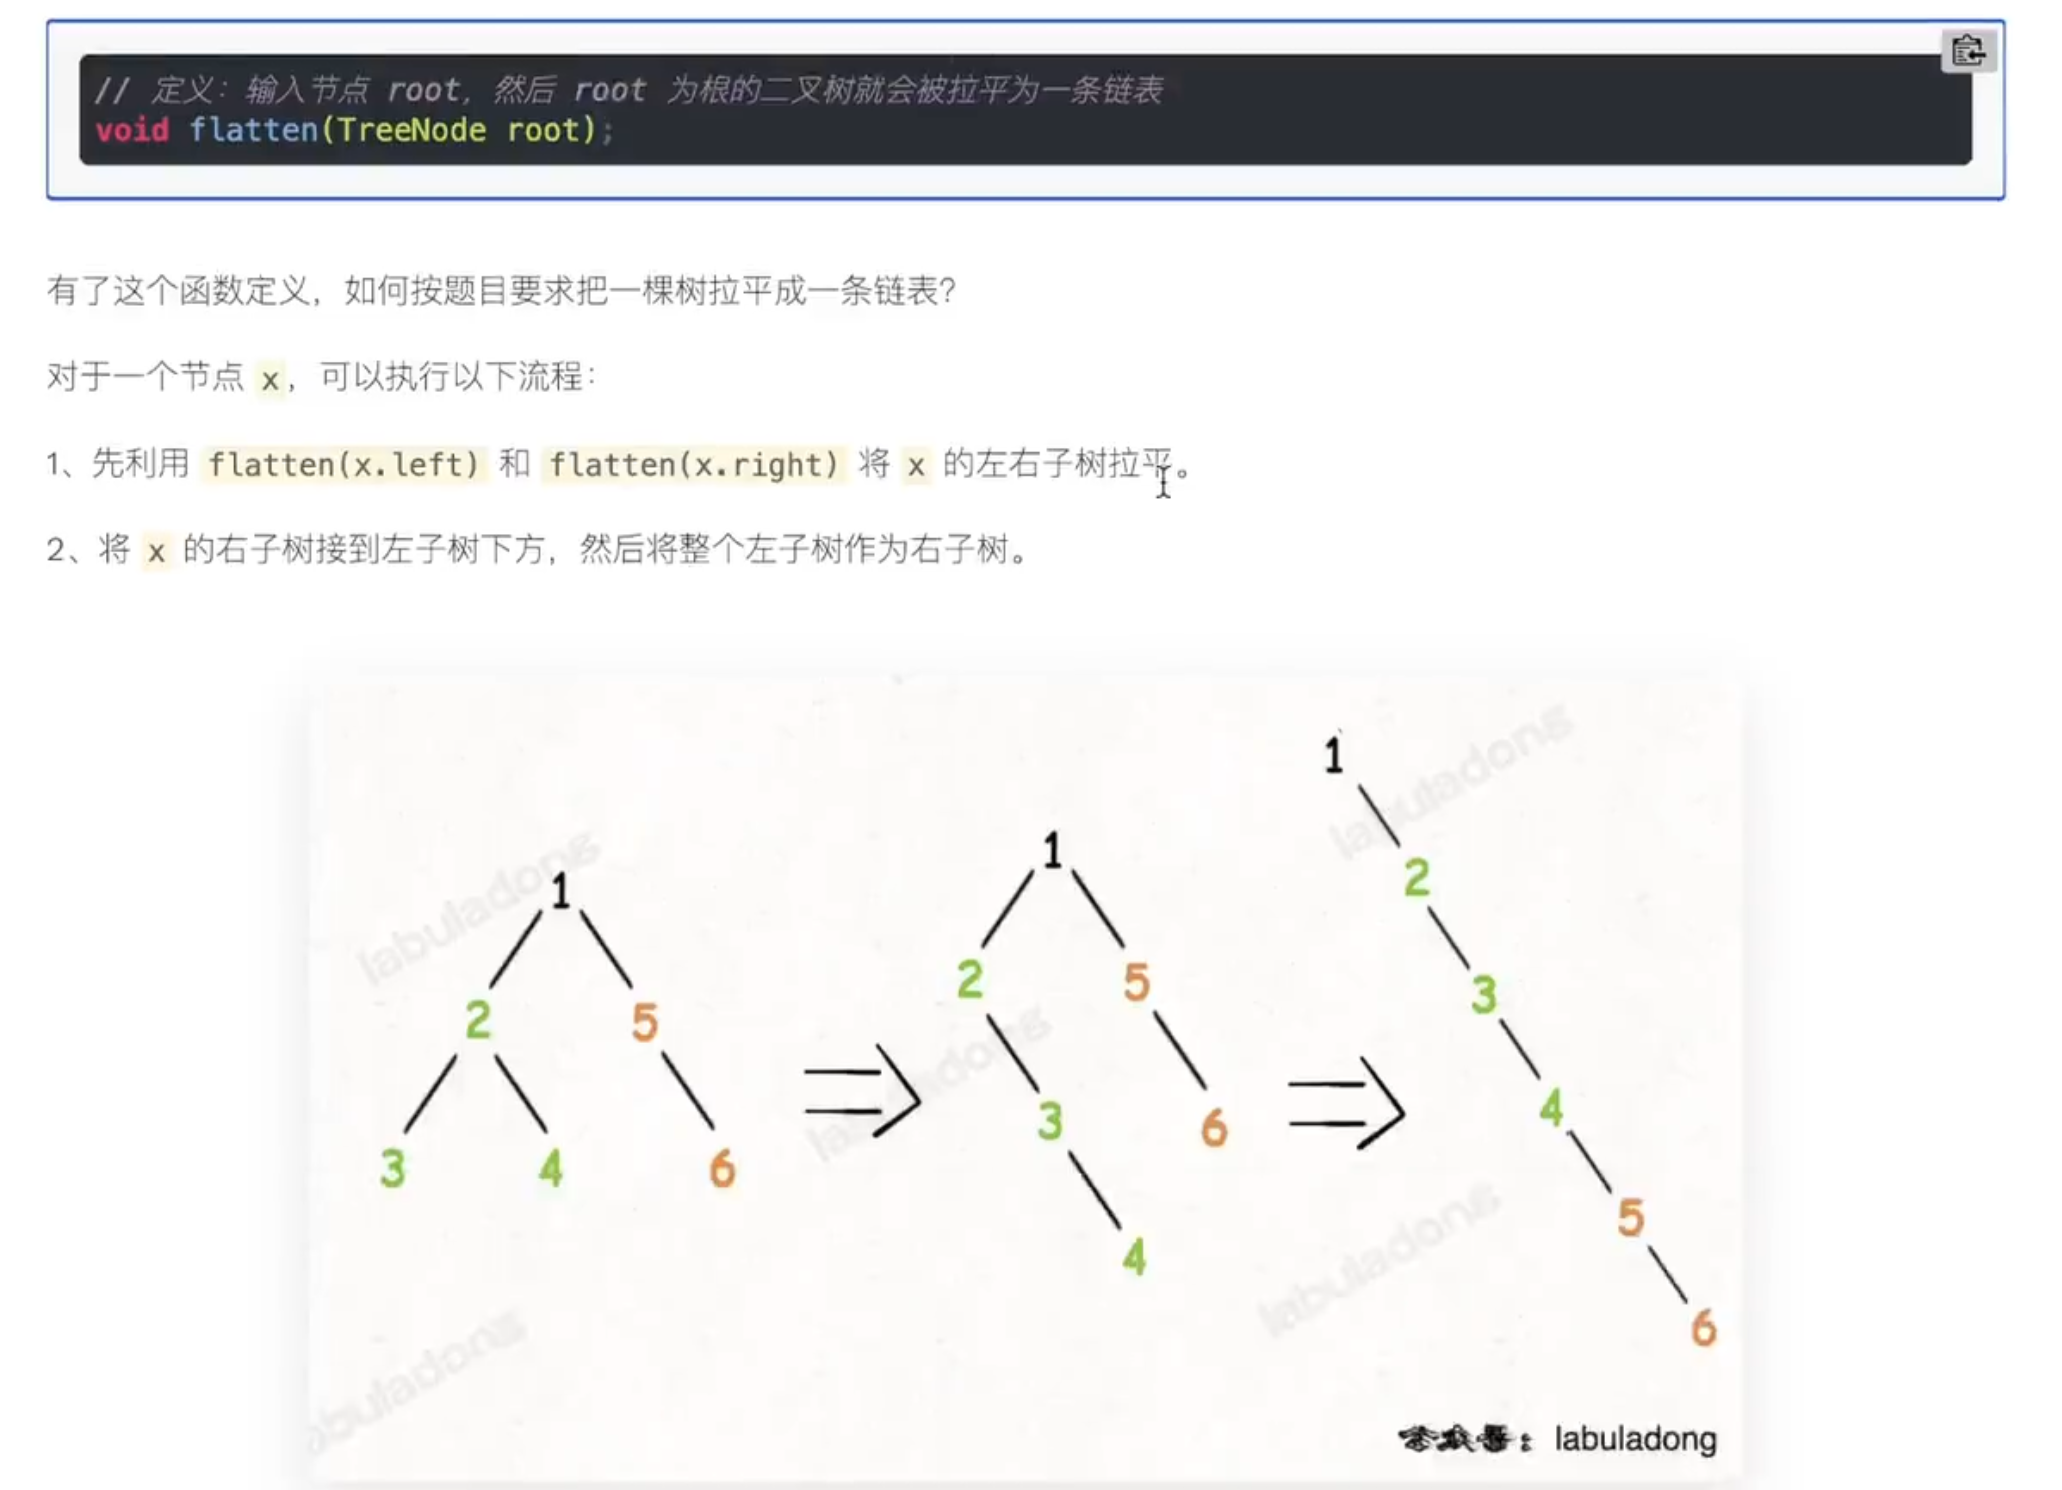 // 定义：输入节点 root，然后 root 为根的二叉树就会被拉平为一条链表
void flatten(TreeNode root);
有了这个函数定义，如何按题目要求把一棵树拉平成一条链表？
对于一个节点 x，可以执行以下流程：
1、先利用 flatten(x.left) 和 flatten(x.right) 将 x 的左右子树拉平。
2、将 x 的右子树接到左子树下方，然后将整个左子树作为右子树。
labuladong
labuladong
1
2
5
3
4
6
labuladong
1
2
5
3
6
4
labuladong
1
2
3
4
5
6
labuladong
公众号：labuladong